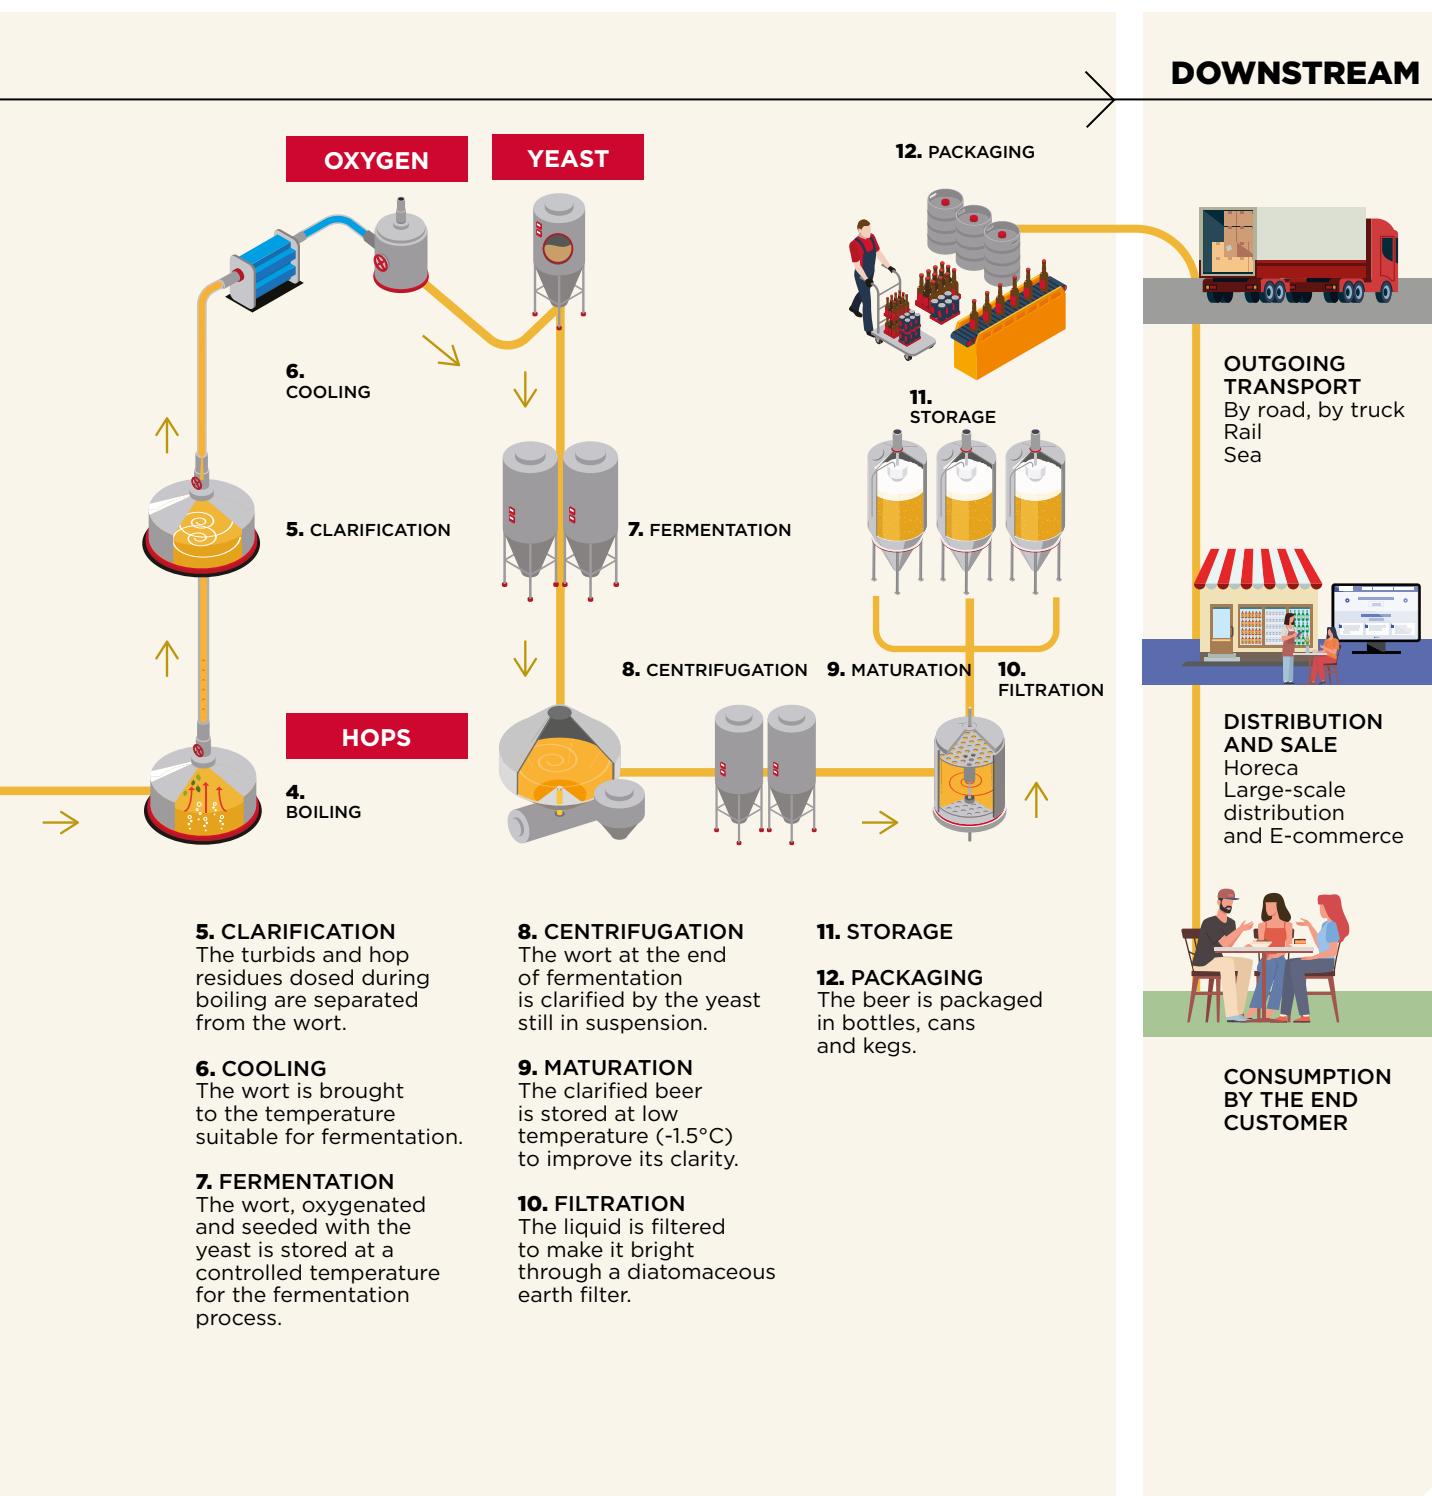 DOWNSTREAM
OXYGEN
YEAST
12. PACKAGING
6.
COOLING
11.
STORAGE
5. CLARIFICATION
7. FERMENTATION
8. CENTRIFUGATION
9. MATURATION
10.
FILTRATION
HOPS
4.
BOILING
5. CLARIFICATION
The turbids and hop
residues dosed during
boiling are separated
from the wort.
6. COOLING
The wort is brought
to the temperature
suitable for fermentation.
7. FERMENTATION
The wort, oxygenated
and seeded with the
yeast is stored at a
controlled temperature
for the fermentation
process.
8. CENTRIFUGATION
The wort at the end
of fermentation
is clarified by the yeast
still in suspension.
9. MATURATION
The clarified beer
is stored at low
temperature (-1.5°C)
to improve its clarity.
10. FILTRATION
The liquid is filtered
to make it bright
through a diatomaceous
earth filter.
11. STORAGE
12. PACKAGING
The beer is packaged
in bottles, cans
and kegs.
OUTGOING
TRANSPORT
By road, by truck
Rail
Sea
DISTRIBUTION
AND SALE
Horeca
Large-scale
distribution
and E-commerce
CONSUMPTION
BY THE END
CUSTOMER